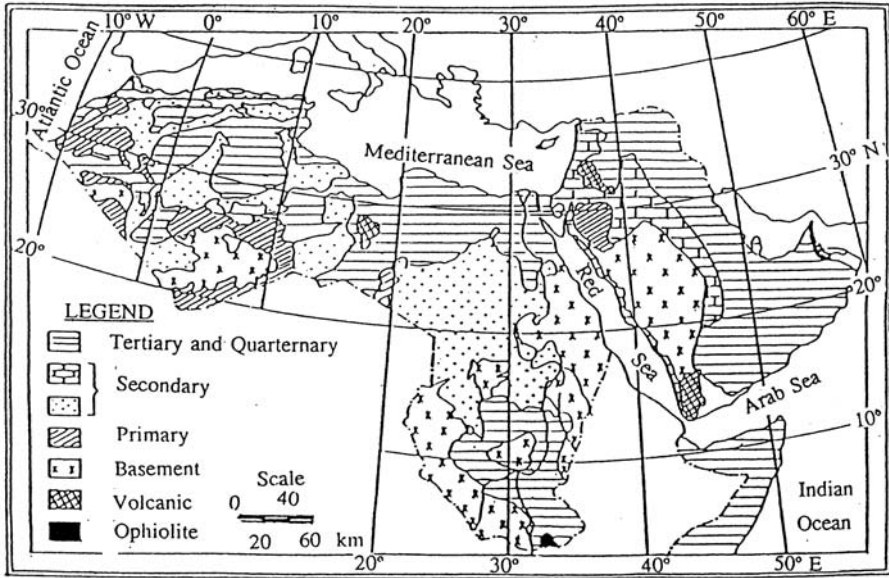 10° W 0° 10° 20° 30° 40° 50° 60° E
Atlantic Ocean
30°
Mediterranean Sea
30° N
20°
Red Sea
20°
LEGEND
Tertiary and Quarternary
Secondary
Primary
Basement
Volcanic
Ophiolite
Arab Sea
10°
Scale
0 40
20 60 km
Indian
Ocean
20° 30° 40° 50° E